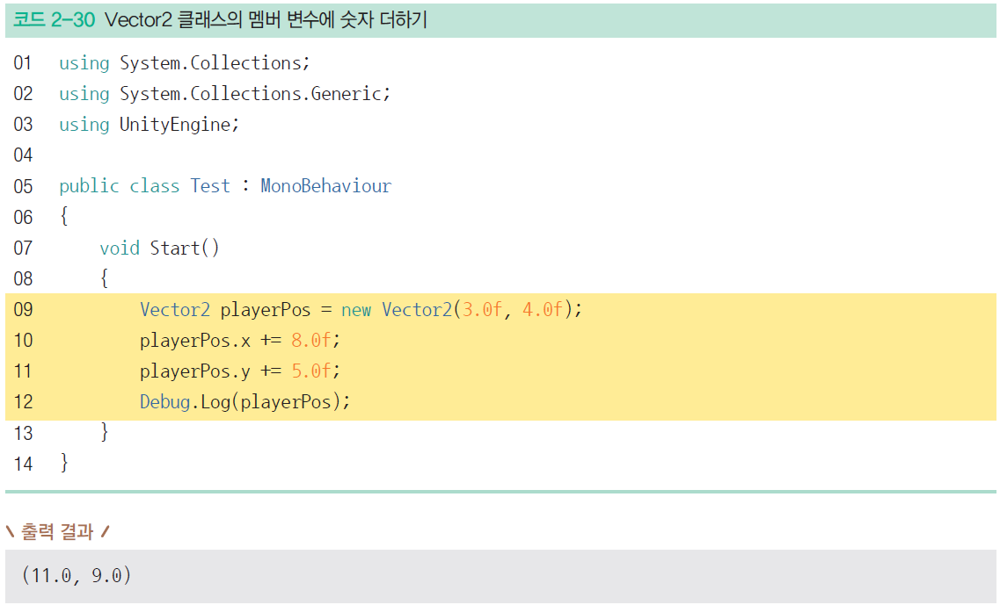 코드 2-30 Vector2 클래스의 멤버 변수에 숫자 더하기
01 using System.Collections;
02 using System.Collections.Generic;
03 using UnityEngine;
04
05 public class Test : MonoBehaviour
06 {
07     void Start()
08     {
09         Vector2 playerPos = new Vector2(3.0f, 4.0f);
10         playerPos.x += 8.0f;
11         playerPos.y += 5.0f;
12         Debug.Log(playerPos);
13     }
14 }
\ 출력 결과 /
(11.0, 9.0)